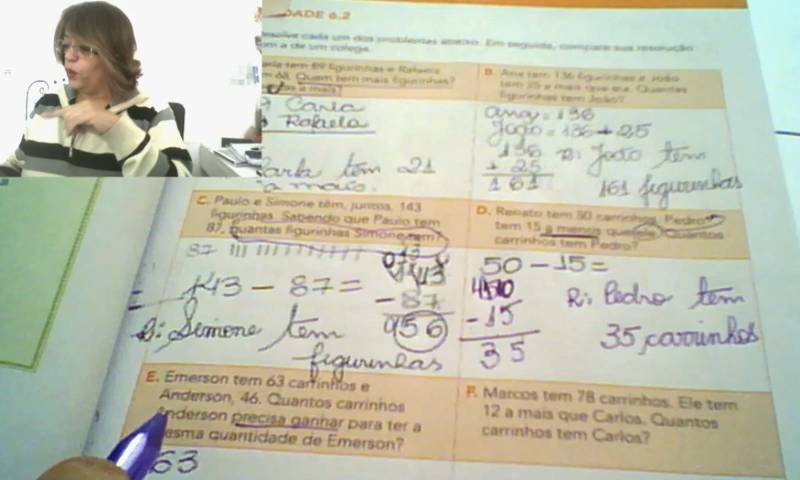 DADE 6.2
esolve cada um dos problemas abaixo. Em seguida, compare sua resolução
com a de um colega.
tem 89 figurinhas e Rafaela
68. Quem tem mais figurinhas?
a mais?
Carla
Rafaela
Carla tem 21
a mais.
B. Ana tem 136 figurinhas e João
tem 25 a mais que ela. Quantas
figurinhas tem João?
Ana = 136
João = 136 + 25
136
+ 25
161
R: João tem
161 figurinhas
C. Paulo e Simone têm, juntos, 143
figurinhas. Sabendo que Paulo tem
87, quantas figurinhas Simone tem?
87
143 - 87 =
143
- 87
056
R: Simone tem
figurinhas
D. Renato tem 50 carrinhos. Pedro
tem 15 a menos que ele. Quantos
carrinhos tem Pedro?
50 - 15 =
- 15
35
R: Pedro tem
35 carrinhos
E. Emerson tem 63 carrinhos e
Anderson, 46. Quantos carrinhos
Anderson precisa ganhar para ter a
mesma quantidade de Emerson?
63
F. Marcos tem 78 carrinhos. Ele tem
12 a mais que Carlos. Quantos
carrinhos tem Carlos?